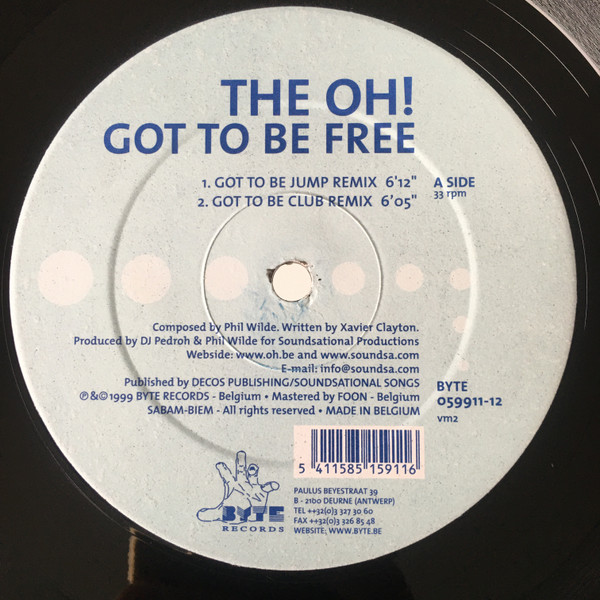 THE OH!
GOT TO BE FREE
1. GOT TO BE JUMP REMIX 6'12" A SIDE
33 rpm
2. GOT TO BE CLUB REMIX 6'05"
Composed by Phil Wilde. Written by Xavier Clayton.
Produced by DJ Pedroh & Phil Wilde for Soundsational Productions
Webside: www.oh.be and www.soundsa.com
E-mail: info@soundsa.com
Published by DECOS PUBLISHING/SOUNDSATIONAL SONGS
℗&© 1999 BYTE RECORDS - Belgium • Mastered by FOON - Belgium
SABAM-BIEM - All rights reserved • MADE IN BELGIUM
BYTE
059911-12
vm2
5 411585 159116
BYTE
RECORDS
PAULUS BEYESTRAAT 39
B - 2100 DEURNE (ANTWERP)
TEL ++32(0)3 327 30 60
FAX ++32(0)3 326 85 48
WEBSITE: WWW.BYTE.BE